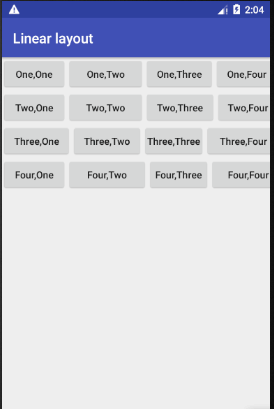 2:04
Linear layout
One,One One,Two One,Three One,Four
Two,One Two,Two Two,Three Two,Four
Three,One Three,Two Three,Three Three,Four
Four,One Four,Two Four,Three Four,Four